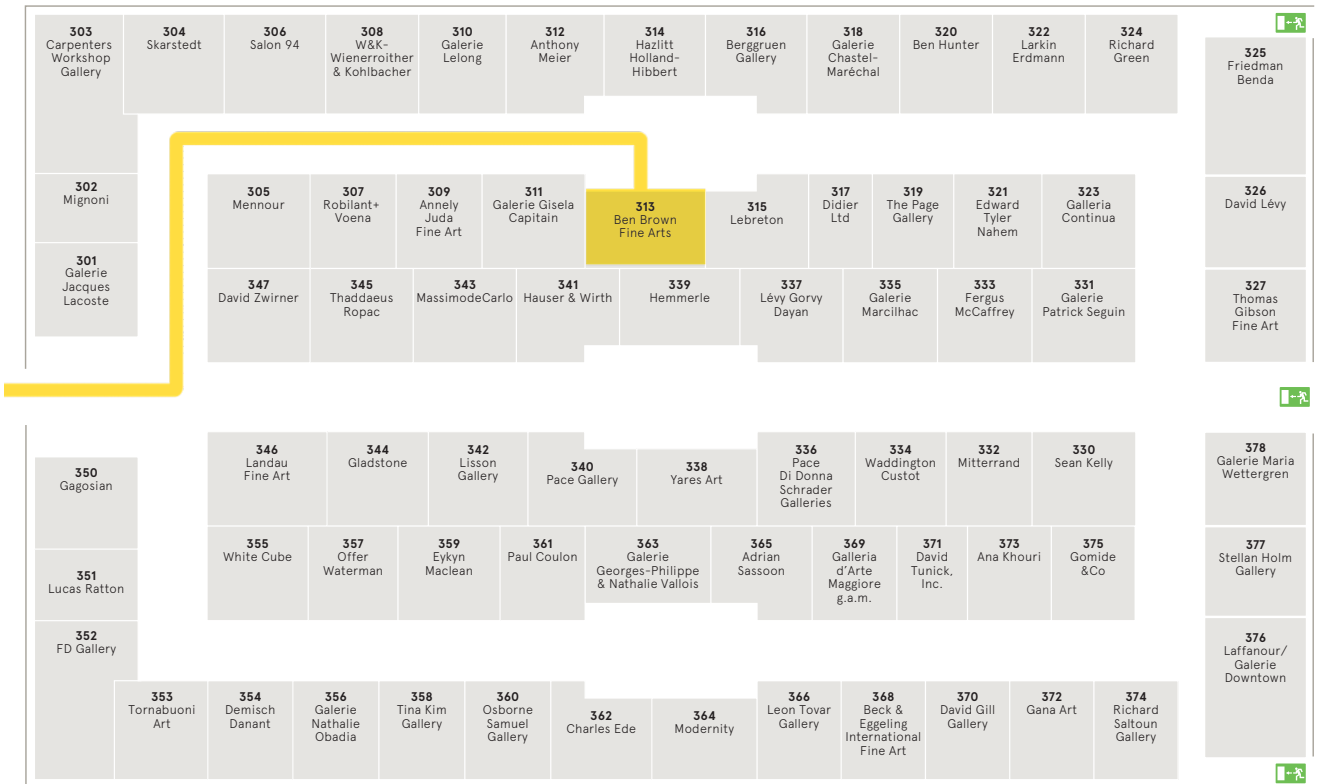 303
Carpenters
Workshop
Gallery
304
Skarstedt
306
Salon 94
308
W&K-
Wienerroither
& Kohlbacher
310
Galerie
Lelong
312
Anthony
Meier
314
Hazlitt
Holland-
Hibbert
316
Berggruen
Gallery
318
Galerie
Chastel-
Maréchal
320
Ben Hunter
322
Larkin
Erdmann
324
Richard
Green
325
Friedman
Benda
302
Mignoni
305
Mennour
307
Robilant+
Voena
309
Annely
Juda
Fine Art
311
Galerie Gisela
Capitain
313
Ben Brown
Fine Arts
315
Lebreton
317
Didier
Ltd
319
The Page
Gallery
321
Edward
Tyler
Nahem
323
Galleria
Continua
326
David Lévy
301
Galerie
Jacques
Lacoste
347
David Zwirner
345
Thaddaeus
Ropac
343
MassimodeCarlo
341
Hauser & Wirth
339
Hemmerle
337
Lévy Gorvy
Dayan
335
Galerie
Marcilhac
333
Fergus
McCaffrey
331
Galerie
Patrick Seguin
327
Thomas
Gibson
Fine Art
350
Gagosian
346
Landau
Fine Art
344
Gladstone
342
Lisson
Gallery
340
Pace Gallery
338
Yares Art
336
Pace
Di Donna
Schrader
Galleries
334
Waddington
Custot
332
Mitterrand
330
Sean Kelly
378
Galerie Maria
Wettergren
351
Lucas Ratton
355
White Cube
357
Offer
Waterman
359
Eykyn
Maclean
361
Paul Coulon
363
Galerie
Georges-Philippe
& Nathalie Vallois
365
Adrian
Sassoon
369
Galleria
d'Arte
Maggiore
g.a.m.
371
David
Tunick,
Inc.
373
Ana Khouri
375
Gomide
&Co
377
Stellan Holm
Gallery
352
FD Gallery
353
Tornabuoni
Art
354
Demisch
Danant
356
Galerie
Nathalie
Obadia
358
Tina Kim
Gallery
360
Osborne
Samuel
Gallery
362
Charles Ede
364
Modernity
366
Leon Tovar
Gallery
368
Beck &
Eggeling
International
Fine Art
370
David Gill
Gallery
372
Gana Art
374
Richard
Saltoun
Gallery
376
Laffanour/
Galerie
Downtown